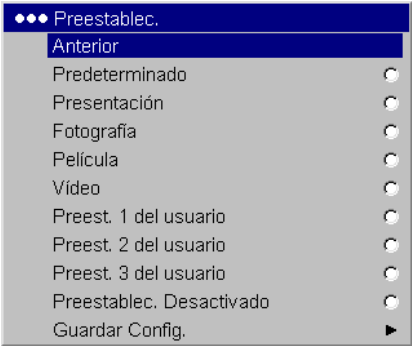 Preestablec.
Anterior
Predeterminado
Presentación
Fotografía
Película
Vídeo
Preest. 1 del usuario
Preest. 2 del usuario
Preest. 3 del usuario
Preestablec. Desactivado
Guardar Config.